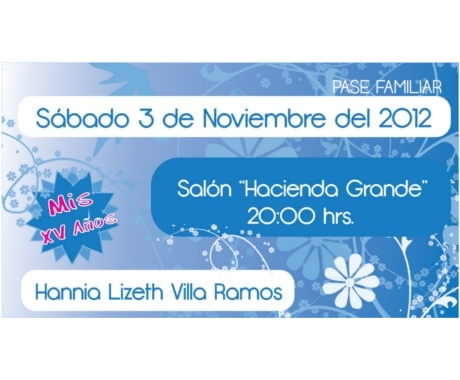 PASE FAMILIAR
Sábado 3 de Noviembre del 2012
Salón "Hacienda Grande"
20:00 hrs.
Mis
XV Años
Hannia Lizeth Villa Ramos